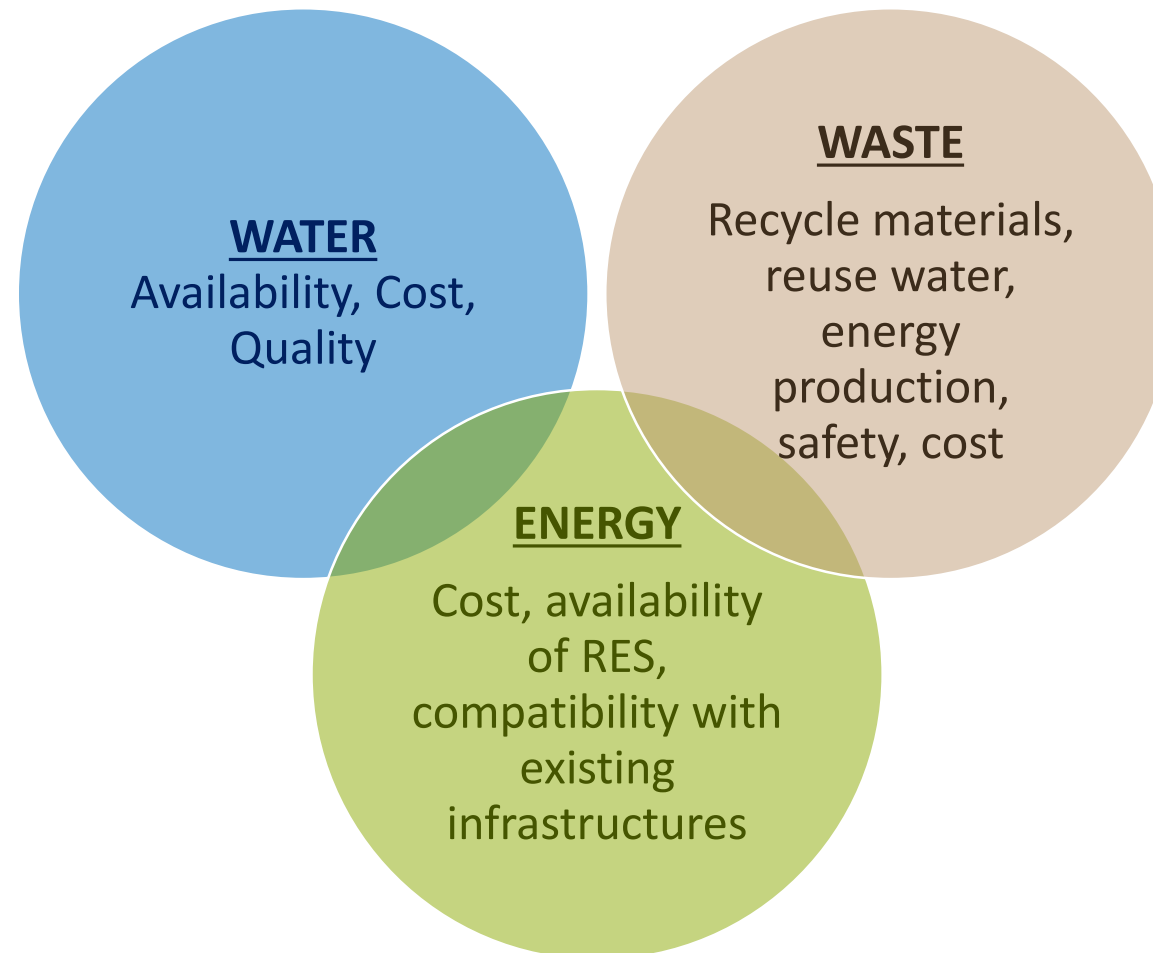 WATER
Availability, Cost,
Quality
WASTE
Recycle materials,
reuse water,
energy
production,
safety, cost
ENERGY
Cost, availability
of RES,
compatibility with
existing
infrastructures